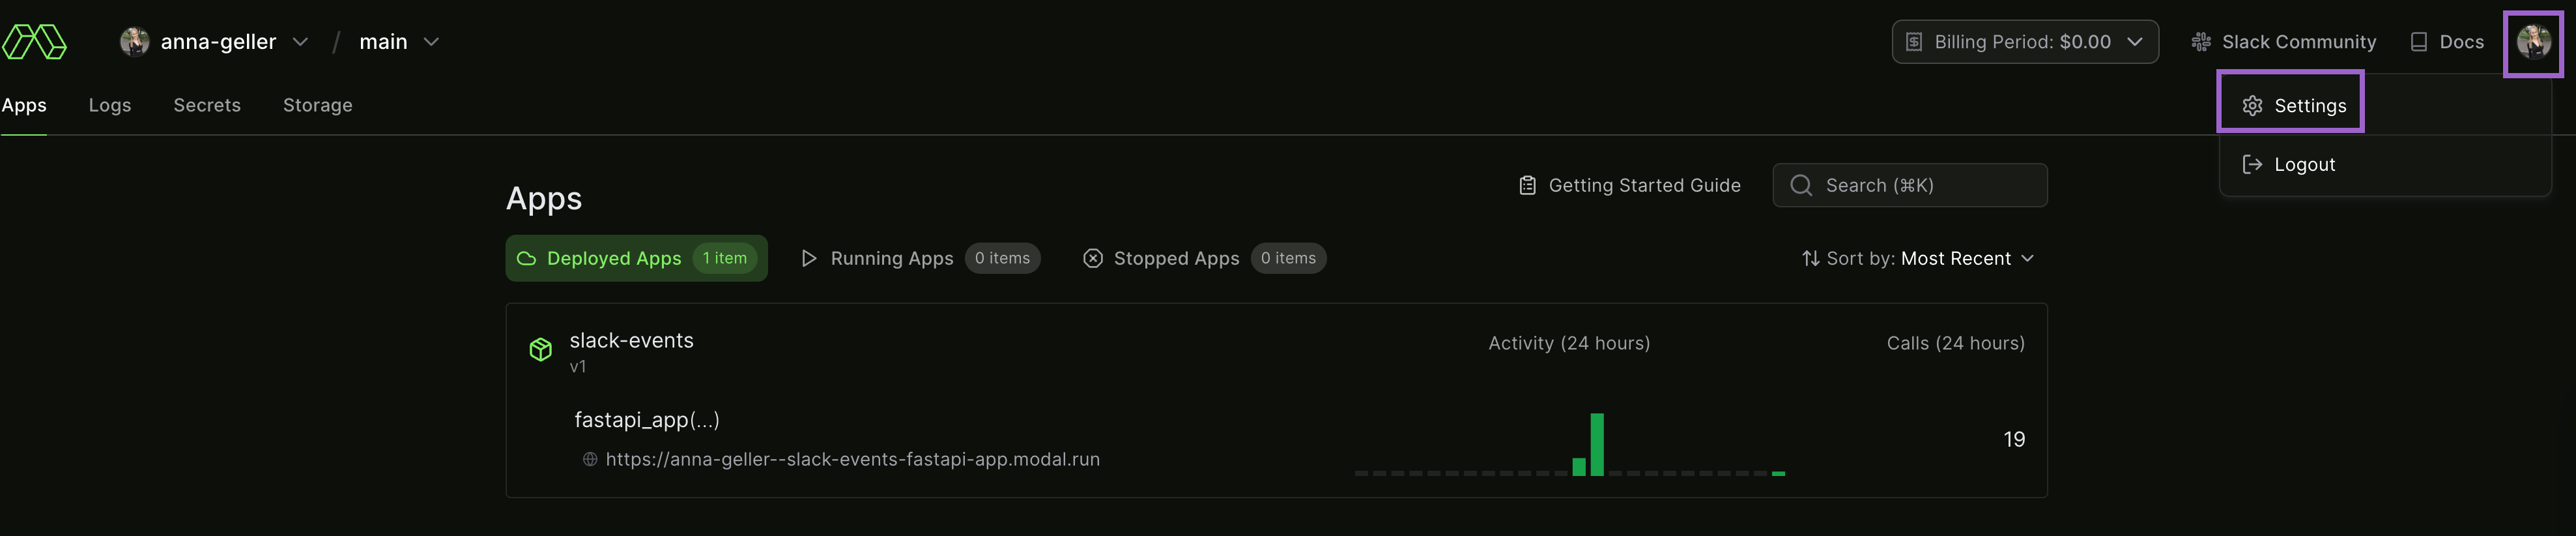 anna-geller / main
Billing Period: $0.00
Slack Community
Docs
Apps Logs Secrets Storage
Settings
Logout
Apps
Getting Started Guide
Search (⌘K)
Deployed Apps 1 item
Running Apps 0 items
Stopped Apps 0 items
Sort by: Most Recent
slack-events
v1
Activity (24 hours)
Calls (24 hours)
fastapi_app(...)
https://anna-geller--slack-events-fastapi-app.modal.run
19